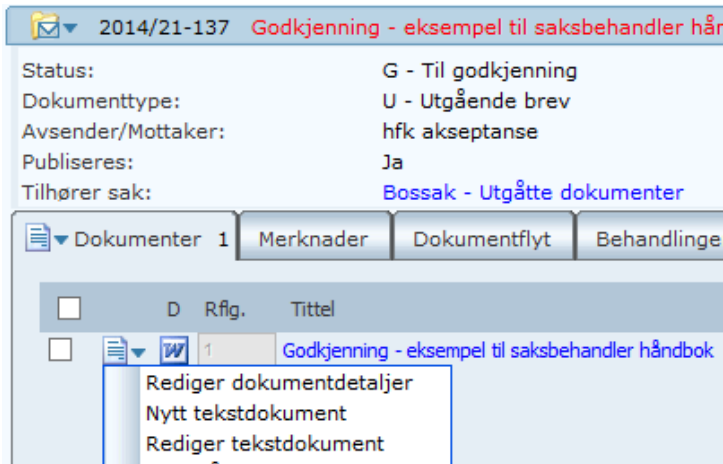 2014/21-137 Godkjenning - eksempel til saksbehandler
Status: G - Til godkjenning
Dokumenttype: U - Utgående brev
Avsender/Mottaker: hfk akseptanse
Publiseres: Ja
Tilhører sak: Bossak - Utgåtte dokumenter
Dokumenter 1 Merknader Dokumentflyt Behandlinge
D Rflg. Tittel
W 1 Godkjenning - eksempel til saksbehandler håndbok
Rediger dokumentdetaljer
Nytt tekstdokument
Rediger tekstdokument